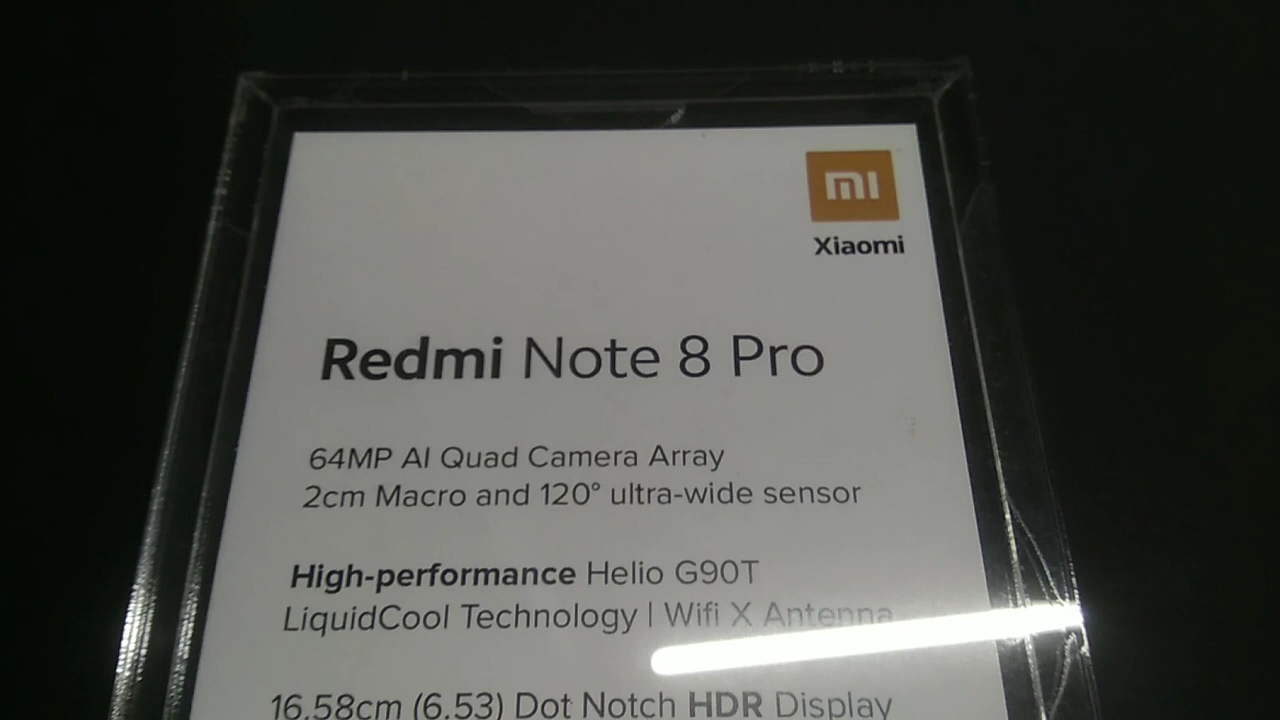 mi
Xiaomi
Redmi Note 8 Pro
64MP AI Quad Camera Array
2cm Macro and 120° ultra-wide sensor
High-performance Helio G90T
LiquidCool Technology | Wifi X Antenna
16.58cm (6.53) Dot Notch HDR Display